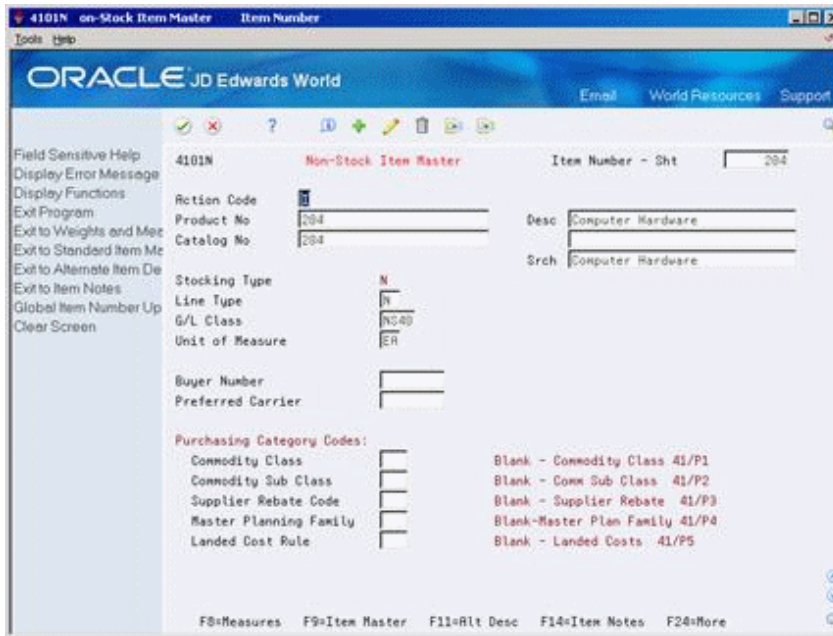 4101N on-Stock Item Master Item Number
Tools Help
ORACLE JD Edwards World
Email World Resources Support
Field Sensitive Help
Display Error Message
Display Functions
Exit Program
Exit to Weights and Mea
Exit to Standard Item Ma
Exit to Alternate Item De
Exit to Item Notes
Global Item Number Up
Clear Screen
4101N Non-Stock Item Master Item Number - Sht 204
Action Code I
Product No 204 Desc Computer Hardware
Catalog No 204
Srch Computer Hardware
Stocking Type N
Line Type N
G/L Class NS40
Unit of Measure EA
Buyer Number
Preferred Carrier
Purchasing Category Codes:
Commodity Class Blank - Commodity Class 41/P1
Commodity Sub Class Blank - Comm Sub Class 41/P2
Supplier Rebate Code Blank - Supplier Rebate 41/P3
Master Planning Family Blank-Master Plan Family 41/P4
Landed Cost Rule Blank - Landed Costs 41/P5
F8=Measures F9=Item Master F11=Alt Desc F14=Item Notes F24=More